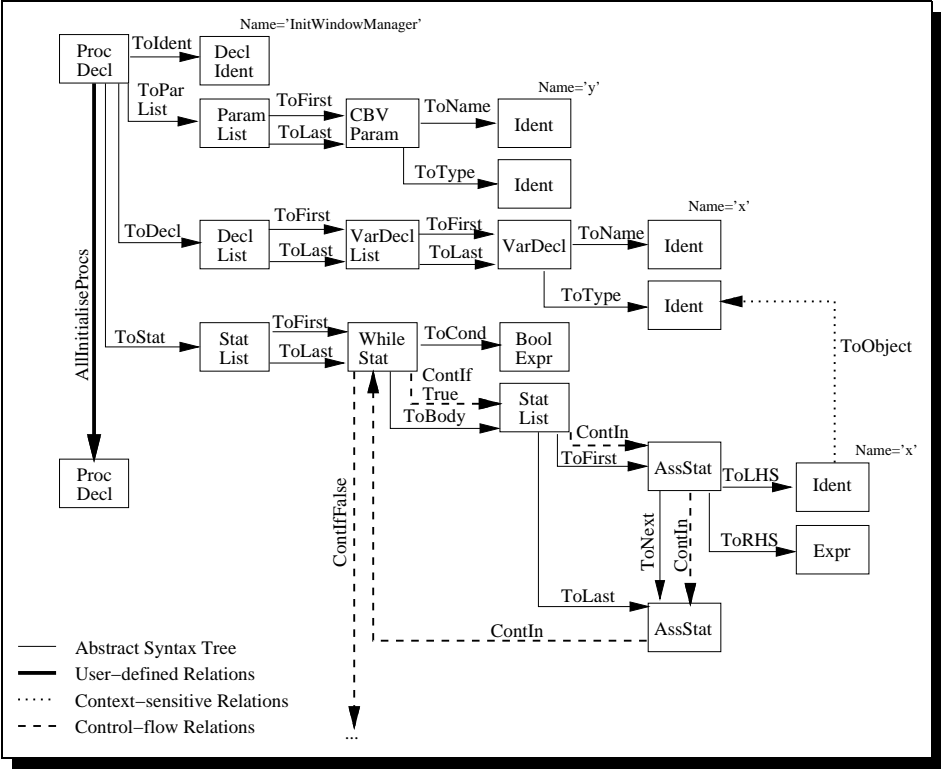 Name='InitWindowManager'
Proc
Decl
ToIdent
Decl
Ident
ToPar
List
Param
List
ToFirst
ToLast
CBV
Param
ToName
Name='y'
Ident
ToType
Ident
ToDecl
Decl
List
ToFirst
ToLast
VarDecl
List
ToFirst
ToLast
VarDecl
ToName
Name='x'
Ident
ToType
Ident
ToObject
AllInitialiseProcs
ToStat
Stat
List
ToFirst
ToLast
While
Stat
ToCond
Bool
Expr
ContIf
True
ToBody
Stat
List
ContIn
ToFirst
AssStat
ToLHS
Name='x'
Ident
ToRHS
Expr
Proc
Decl
ContIfFalse
ToNext
ContIn
ToLast
AssStat
ContIn
...
Abstract Syntax Tree
User−defined Relations
Context−sensitive Relations
Control−flow Relations